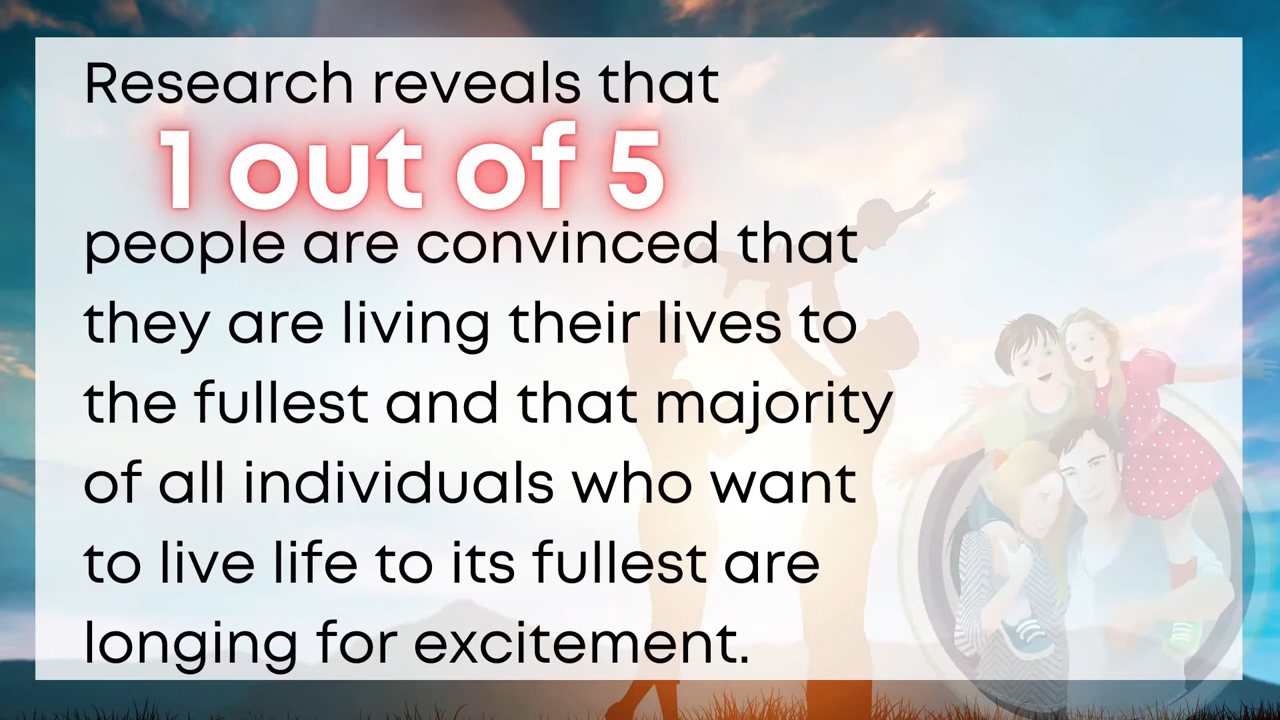 Research reveals that
1 out of 5
people are convinced that
they are living their lives to
the fullest and that majority
of all individuals who want
to live life to its fullest are
longing for excitement.